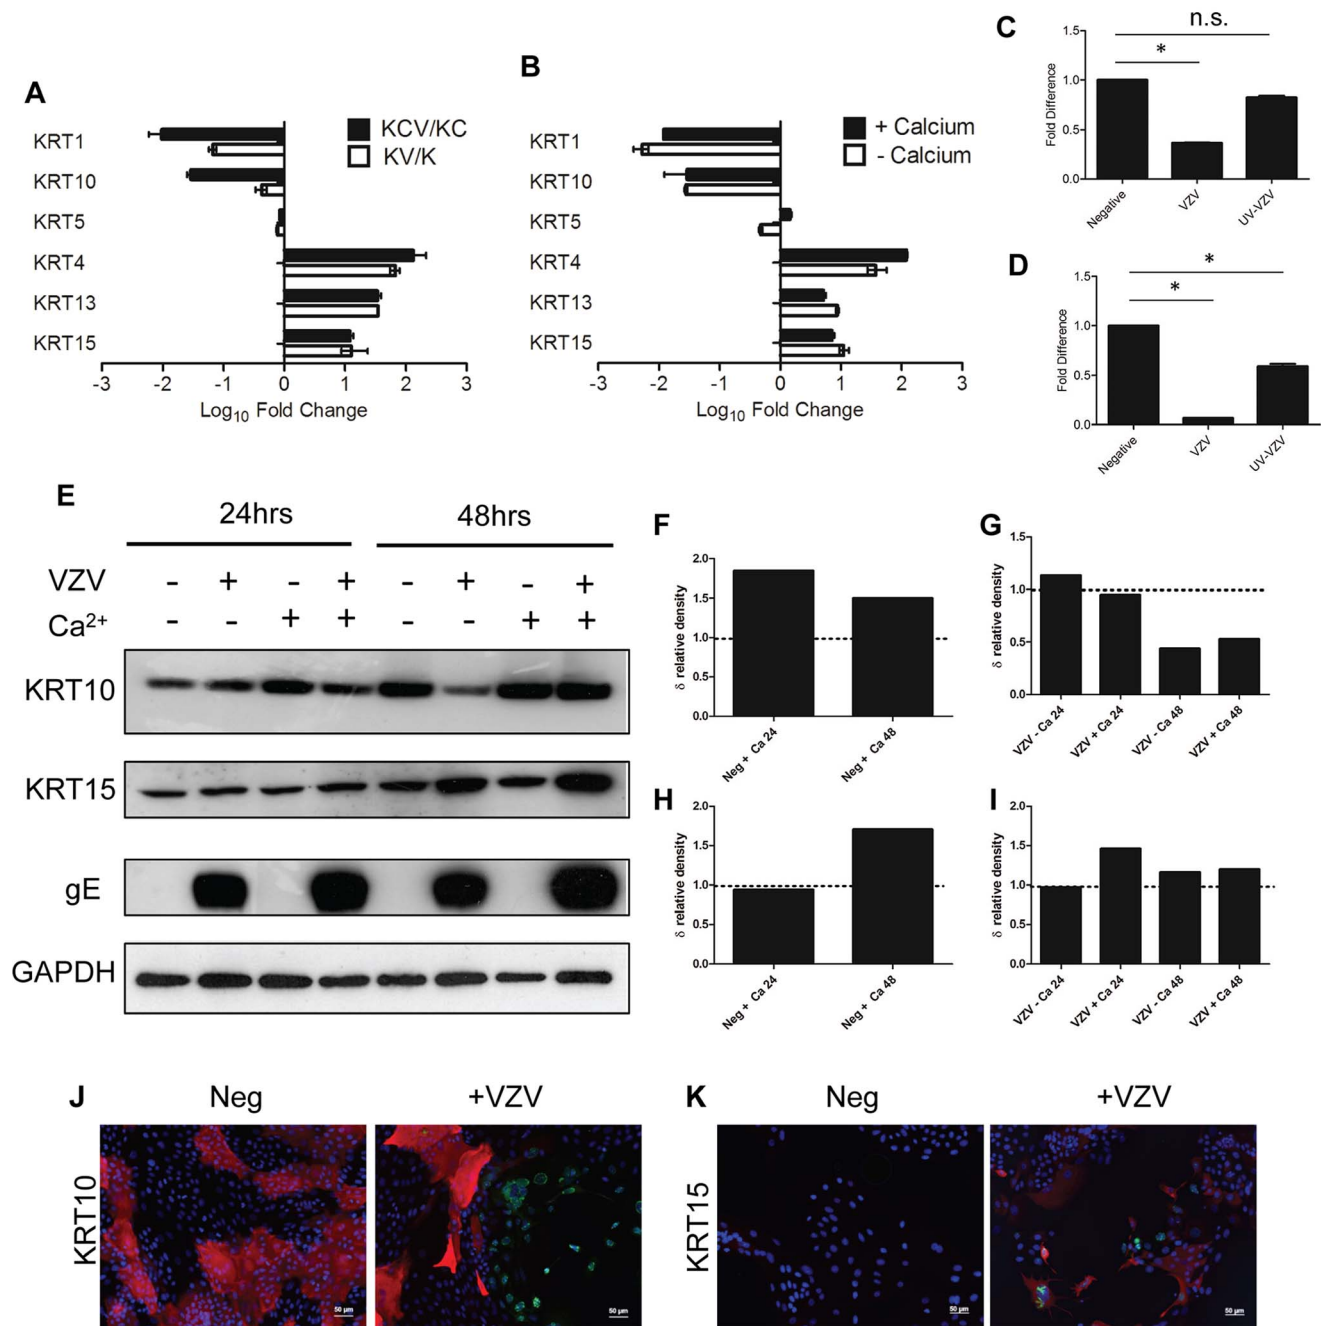 A
KRT1
KRT10
KRT5
KRT4
KRT13
KRT15
KCV/KC
KV/K
-3 -2 -1 0 1 2 3
Log10 Fold Change
B
KRT1
KRT10
KRT5
KRT4
KRT13
KRT15
+ Calcium
- Calcium
-3 -2 -1 0 1 2 3
Log10 Fold Change
C
n.s.
*
Fold Difference
1.5
1.0
0.5
0.0
Negative
VZV
UV-VZV
D
*
*
Fold Difference
1.5
1.0
0.5
0.0
Negative
VZV
UV-VZV
E
24hrs 48hrs
VZV - + - + - + - +
Ca2+ - - + + - - + +
KRT10
KRT15
gE
GAPDH
F
δ relative density
2.0
1.5
1.0
0.5
0.0
Neg + Ca 24
Neg + Ca 48
G
δ relative density
1.5
1.0
0.5
0.0
VZV - Ca 24
VZV + Ca 24
VZV - Ca 48
VZV + Ca 48
H
δ relative density
2.0
1.5
1.0
0.5
0.0
Neg + Ca 24
Neg + Ca 48
I
δ relative density
2.0
1.5
1.0
0.5
0.0
VZV - Ca 24
VZV + Ca 24
VZV - Ca 48
VZV + Ca 48
J
Neg +VZV
KRT10
50 µm
50 µm
K
Neg +VZV
KRT15
50 µm
50 µm